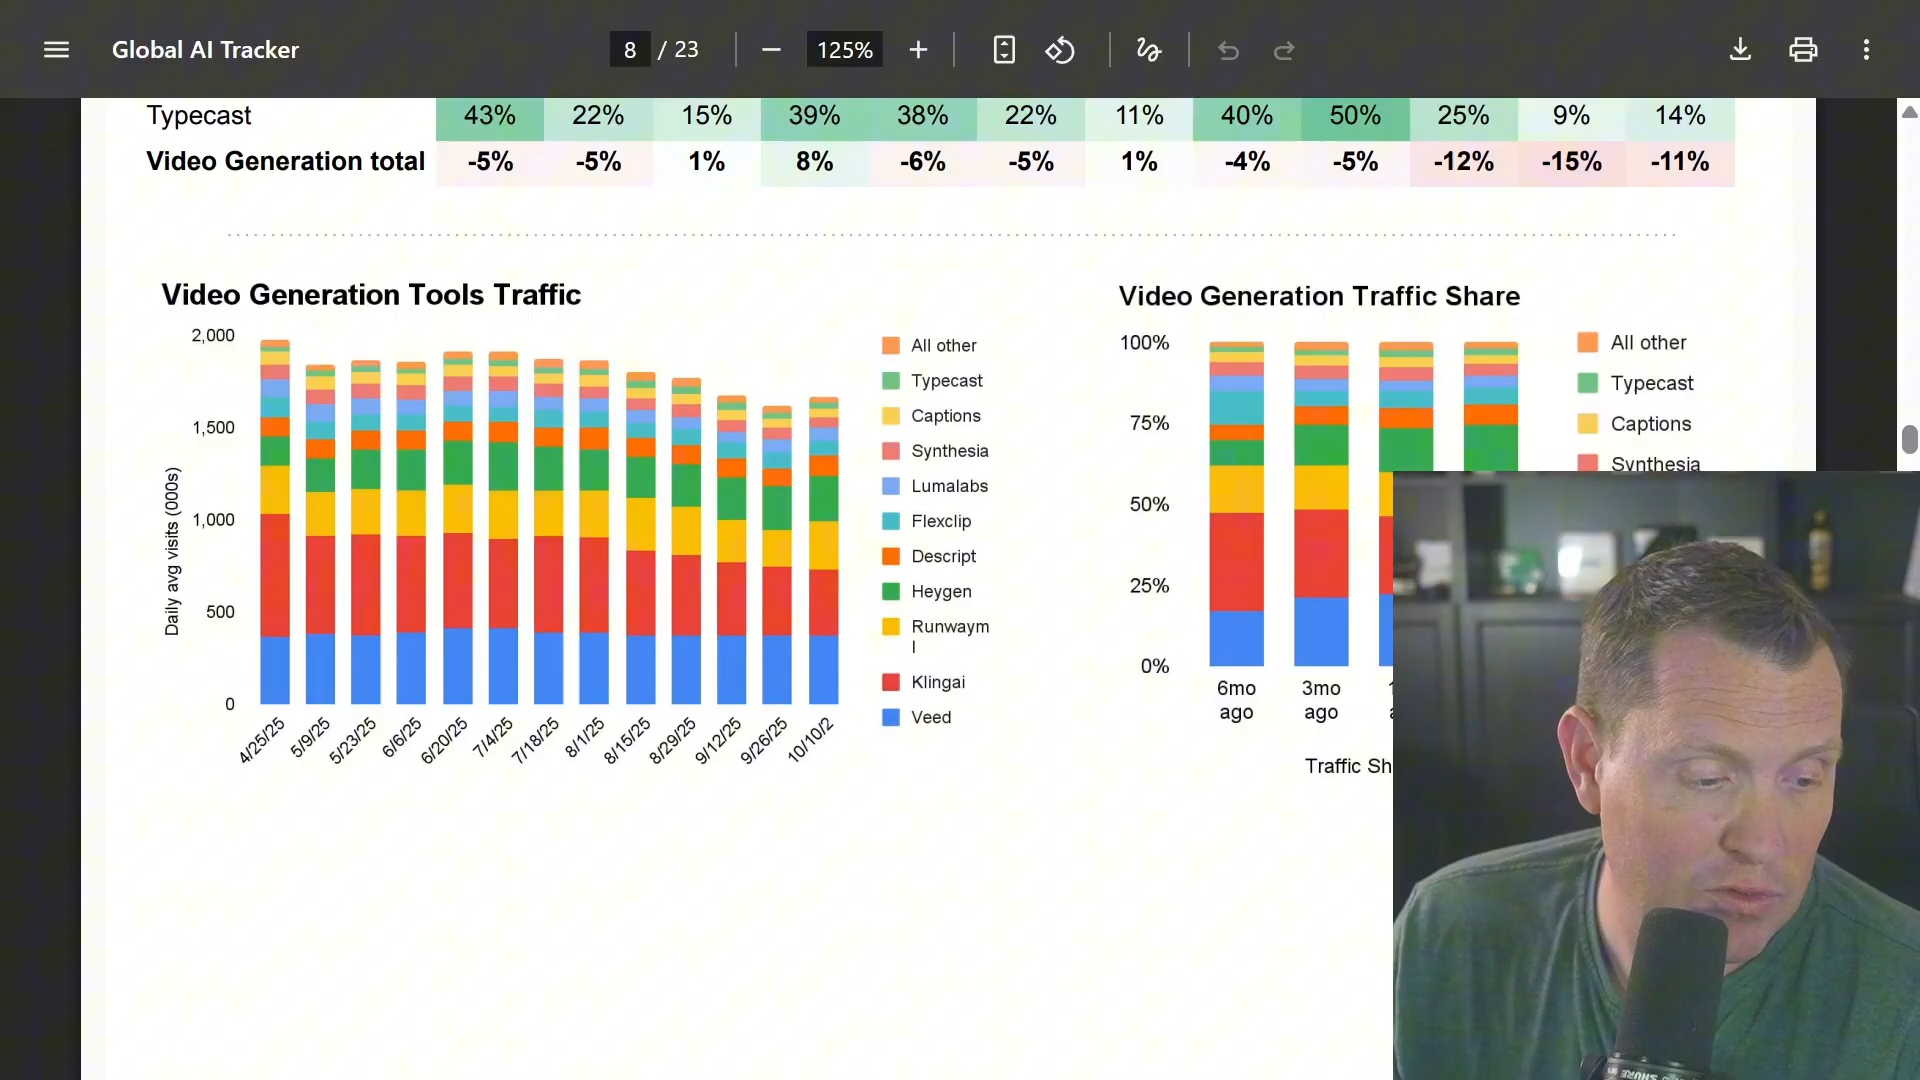 Global AI Tracker
8 / 23
125%
Typecast 43% 22% 15% 39% 38% 22% 11% 40% 50% 25% 9% 14%
Video Generation total -5% -5% 1% 8% -6% -5% 1% -4% -5% -12% -15% -11%
Video Generation Tools Traffic
Daily avg visits (000s)
2,000
1,500
1,000
500
0
4/25/25
5/9/25
5/23/25
6/6/25
6/20/25
7/4/25
7/18/25
8/1/25
8/15/25
8/29/25
9/12/25
9/26/25
10/10/2
All other
Typecast
Captions
Synthesia
Lumalabs
Flexclip
Descript
Heygen
Runwaym
l
Klingai
Veed
Video Generation Traffic Share
100%
75%
50%
25%
0%
6mo
ago
3mo
ago
Traffic Sh
All other
Typecast
Captions
Synthesia
SHURE